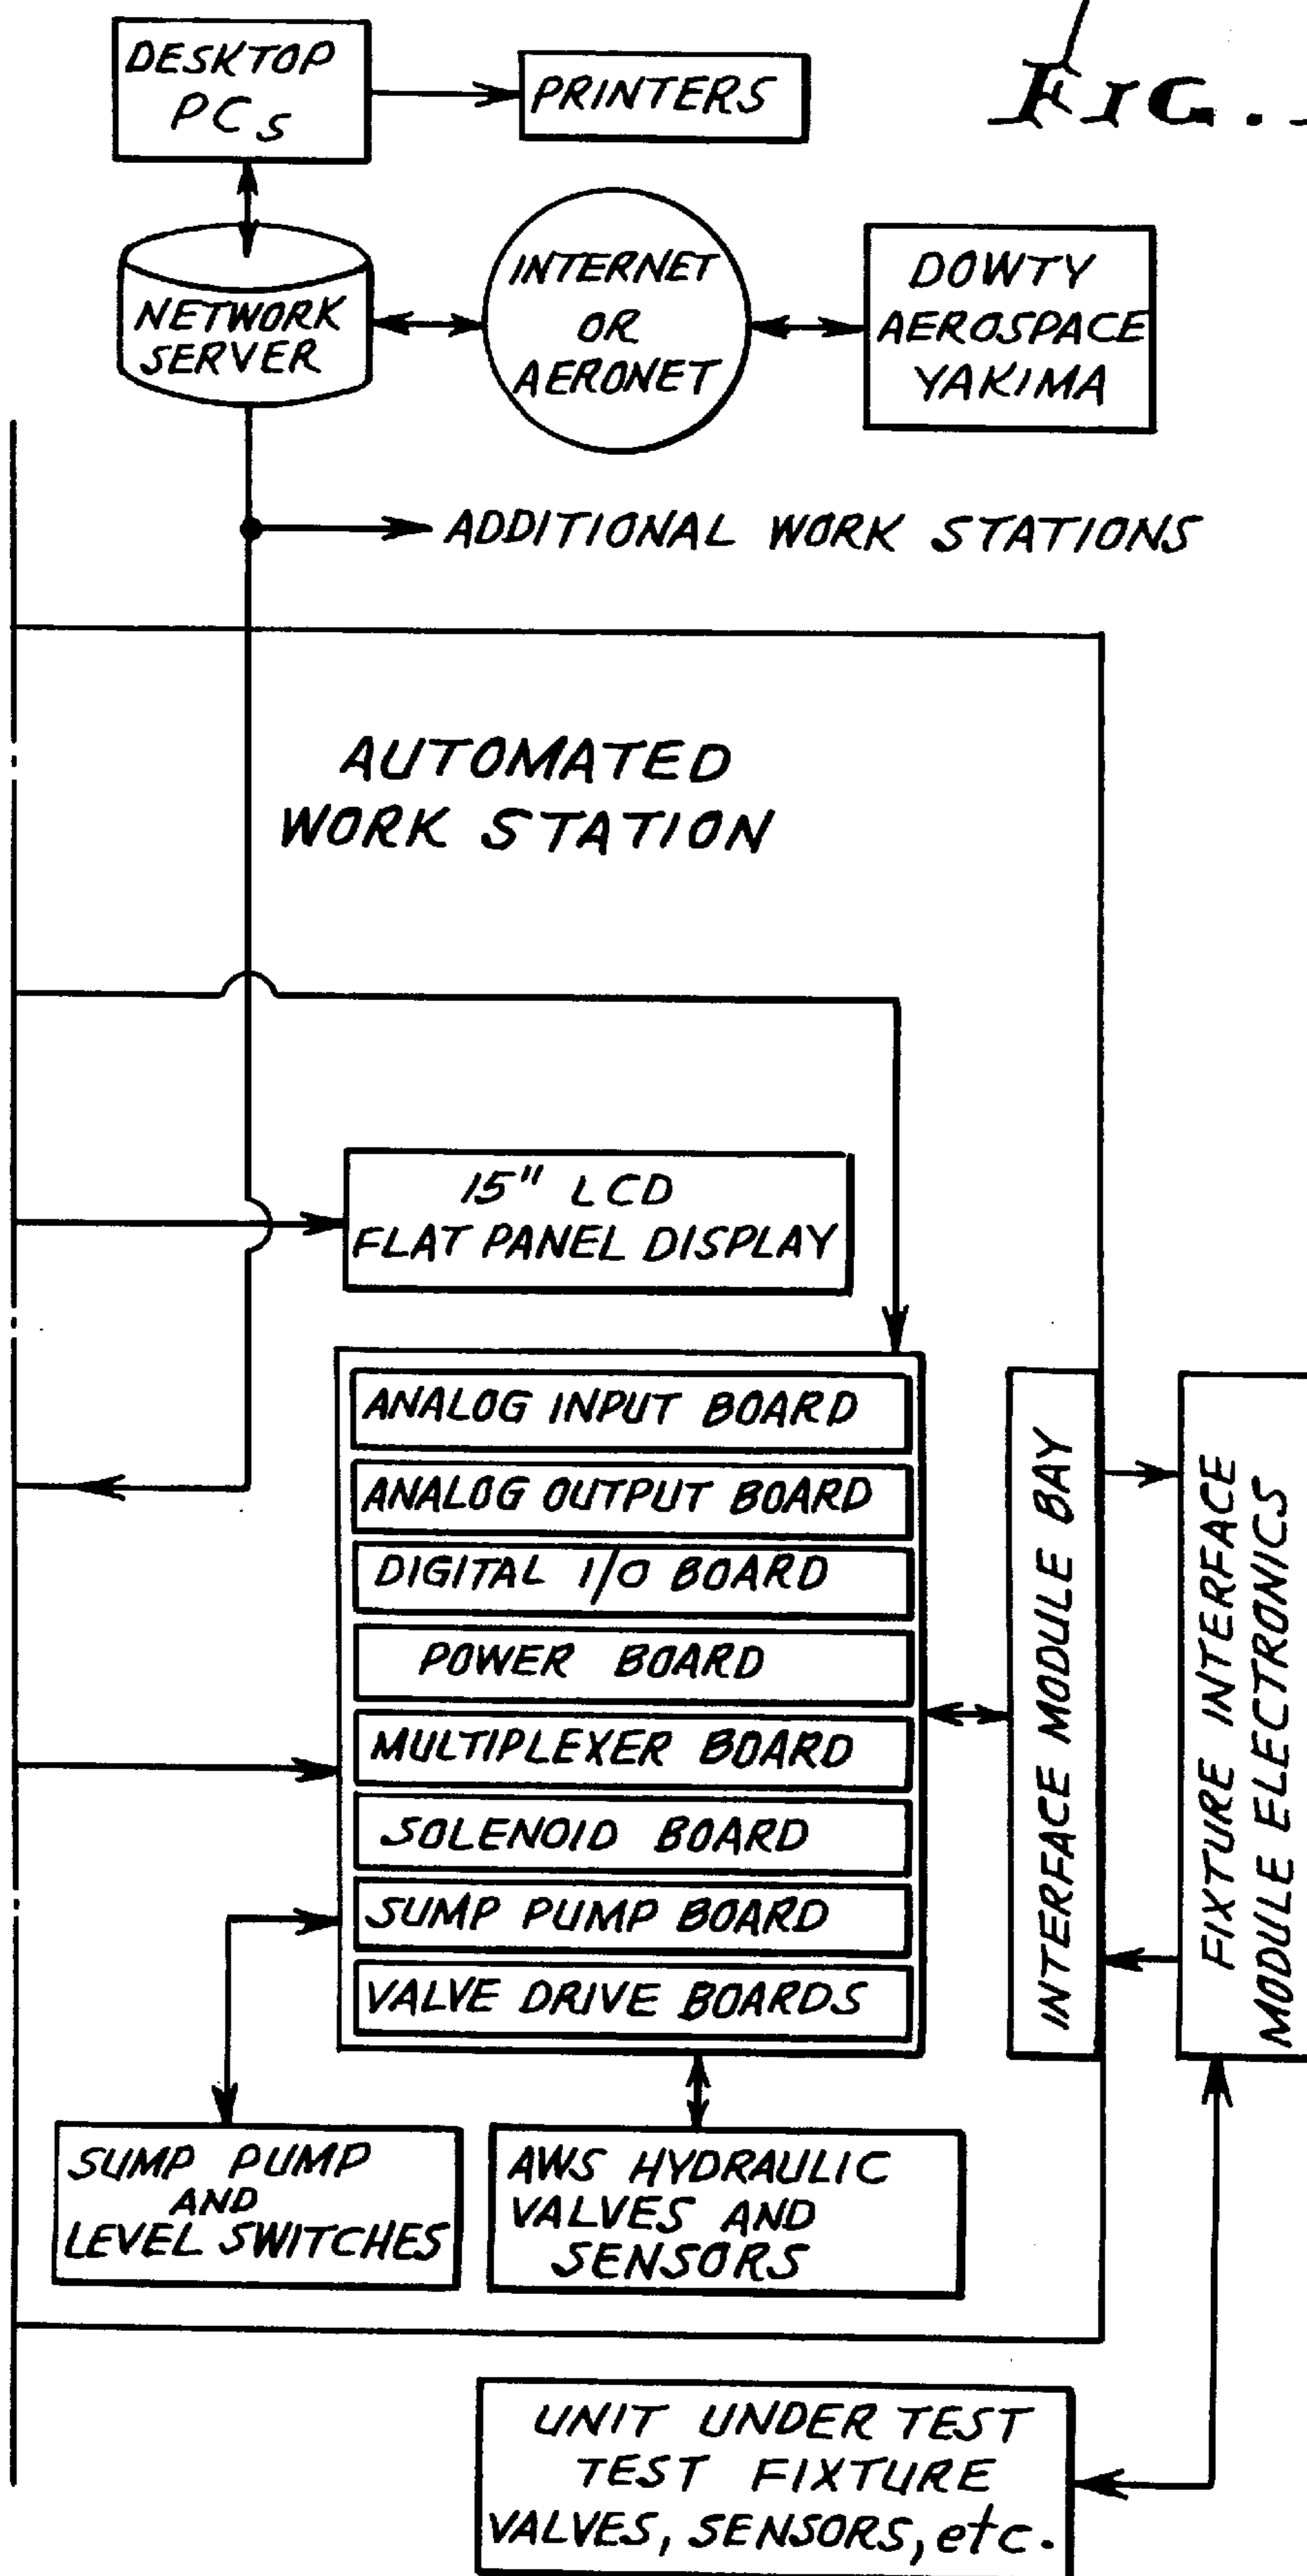 FIG.
DESKTOP
PCs
PRINTERS
NETWORK
SERVER
INTERNET
OR
AERONET
DOWTY
AEROSPACE
YAKIMA
ADDITIONAL WORK STATIONS
AUTOMATED
WORK STATION
15" LCD
FLAT PANEL DISPLAY
ANALOG INPUT BOARD
ANALOG OUTPUT BOARD
DIGITAL I/O BOARD
POWER BOARD
MULTIPLEXER BOARD
SOLENOID BOARD
SUMP PUMP BOARD
VALVE DRIVE BOARDS
INTERFACE MODULE BAY
FIXTURE INTERFACE
MODULE ELECTRONICS
SUMP PUMP
AND
LEVEL SWITCHES
AWS HYDRAULIC
VALVES AND
SENSORS
UNIT UNDER TEST
TEST FIXTURE
VALVES, SENSORS, etc.